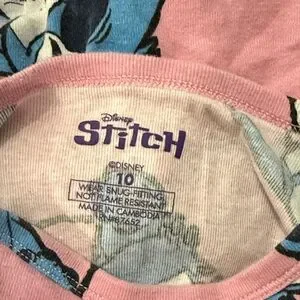 Disney
STITCH
©DISNEY
10
WEAR SNUG-FITTING
NOT FLAME RESISTANT
MADE IN CAMBODIA